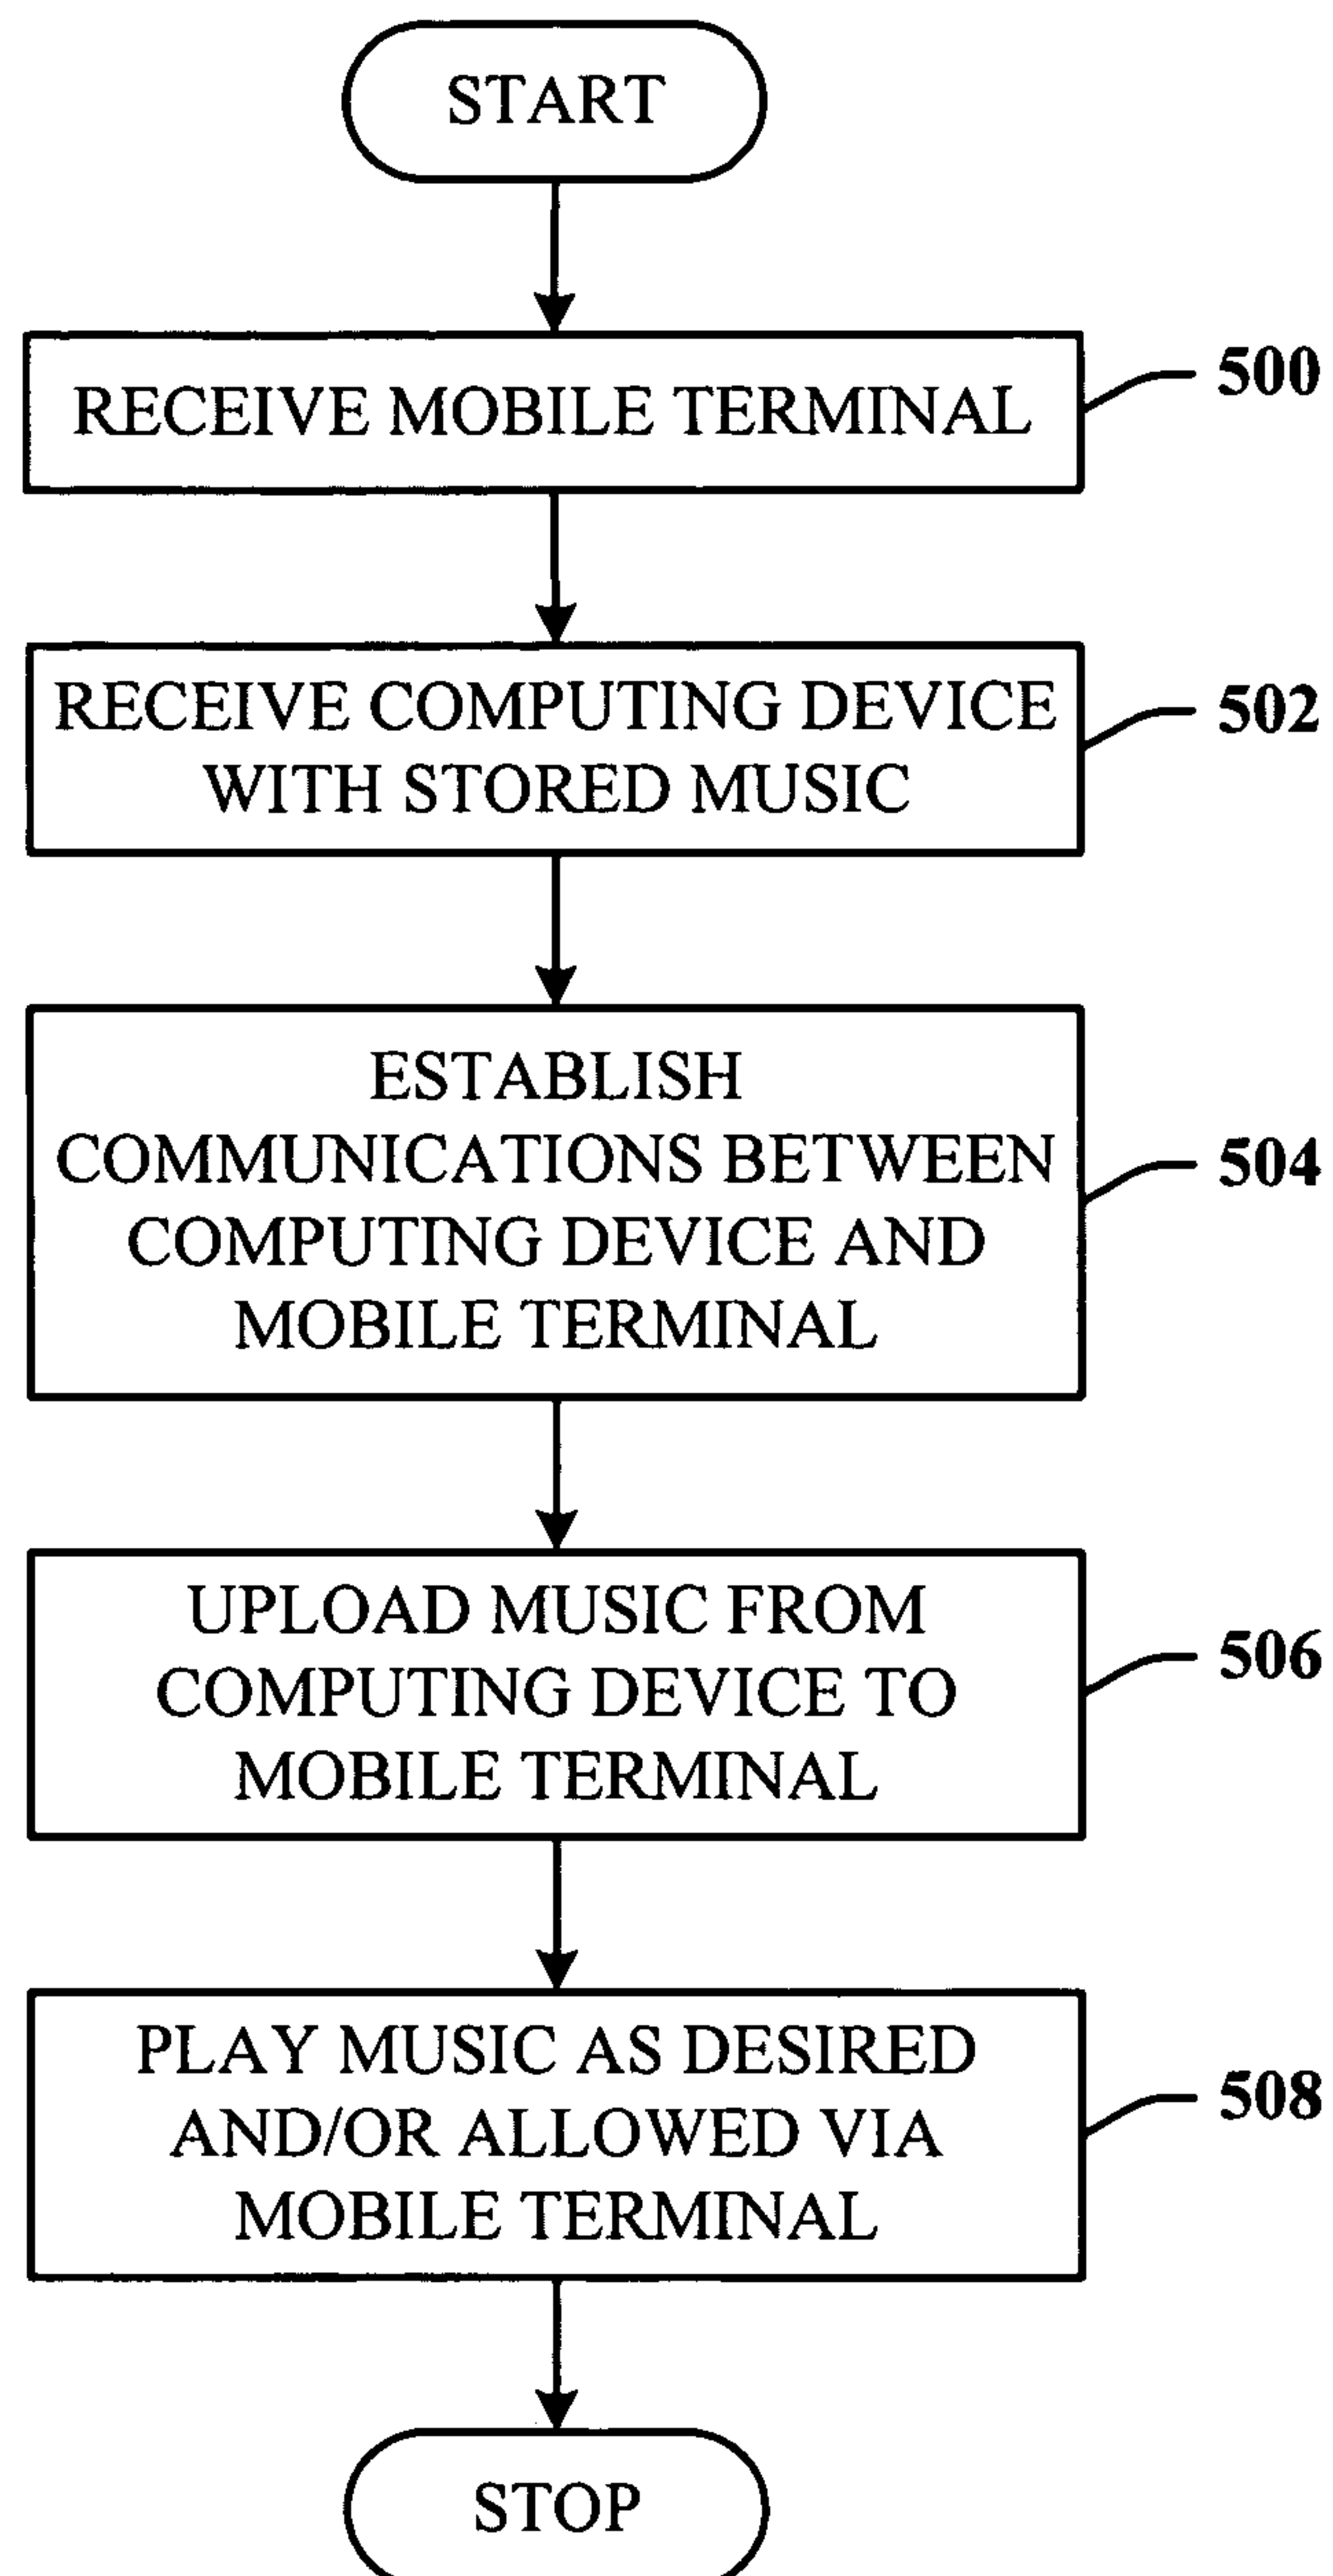 START
RECEIVE MOBILE TERMINAL
500
RECEIVE COMPUTING DEVICE
WITH STORED MUSIC
502
ESTABLISH
COMMUNICATIONS BETWEEN
COMPUTING DEVICE AND
MOBILE TERMINAL
504
UPLOAD MUSIC FROM
COMPUTING DEVICE TO
MOBILE TERMINAL
506
PLAY MUSIC AS DESIRED
AND/OR ALLOWED VIA
MOBILE TERMINAL
508
STOP